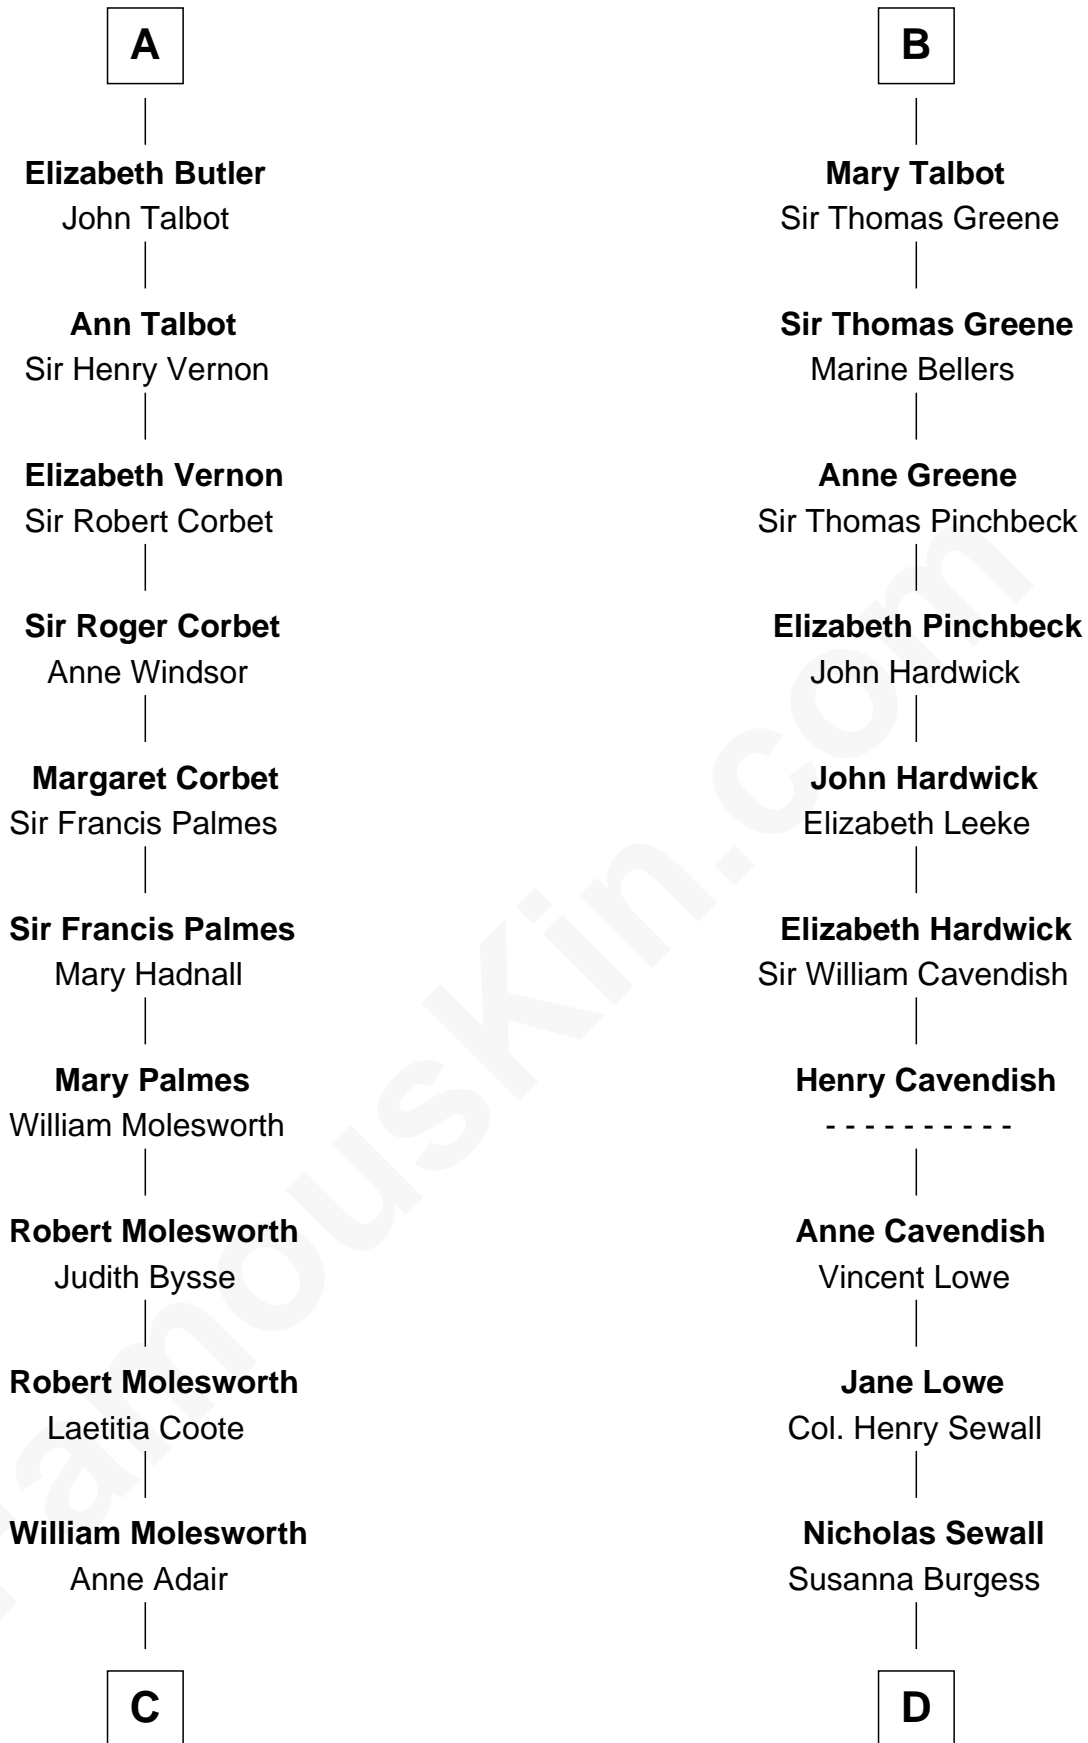 A
Elizabeth Butler
John Talbot
Ann Talbot
Sir Henry Vernon
Elizabeth Vernon
Sir Robert Corbet
Sir Roger Corbet
Anne Windsor
Margaret Corbet
Sir Francis Palmes
Sir Francis Palmes
Mary Hadnall
Mary Palmes
William Molesworth
Robert Molesworth
Judith Bysse
Robert Molesworth
Laetitia Coote
William Molesworth
Anne Adair
C
B
Mary Talbot
Sir Thomas Greene
Sir Thomas Greene
Marine Bellers
Anne Greene
Sir Thomas Pinchbeck
Elizabeth Pinchbeck
John Hardwick
John Hardwick
Elizabeth Leeke
Elizabeth Hardwick
Sir William Cavendish
Henry Cavendish
- - - - - - - - - -
Anne Cavendish
Vincent Lowe
Jane Lowe
Col. Henry Sewall
Nicholas Sewall
Susanna Burgess
D
FamousKin.com